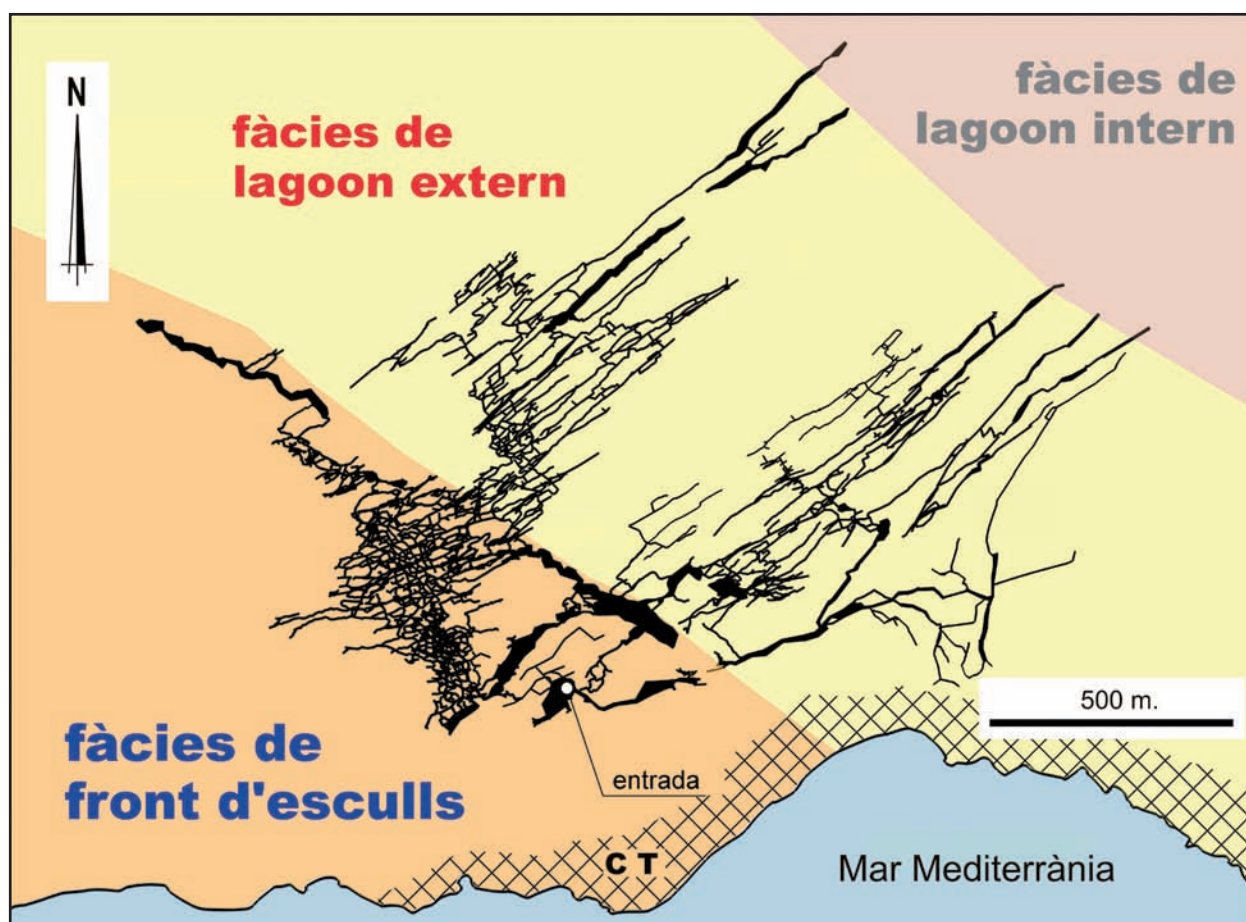 N
fàcies de
lagoon extern
fàcies de
lagoon intern
500 m.
fàcies de
front d'esculls
entrada
C T
Mar Mediterrània